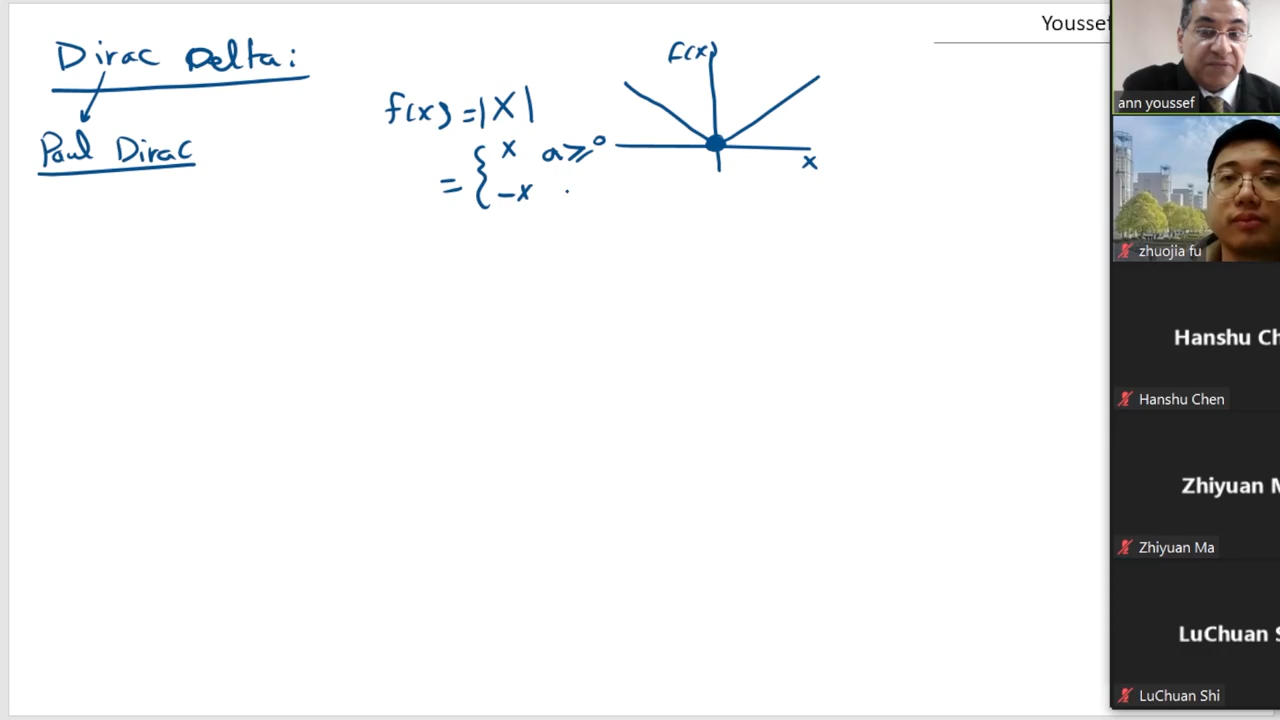 Dirac Delta:
Paul Dirac
f(x) = |x|
= { x a ≥ 0
-x .
f(x)
x
Youssef
ann youssef
zhuojia fu
Hanshu Ch
Hanshu Chen
Zhiyuan M
Zhiyuan Ma
LuChuan S
LuChuan Shi